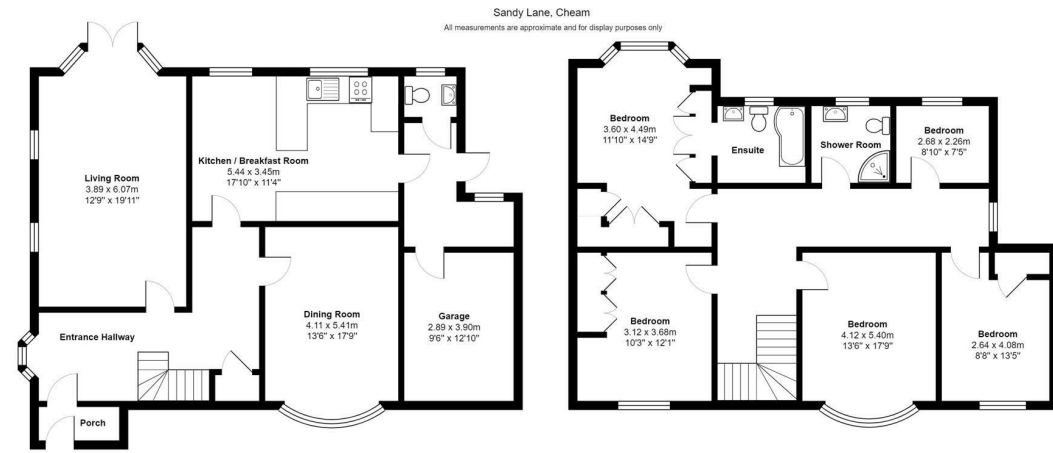 Sandy Lane, Cheam
All measurements are approximate and for display purposes only
Living Room
3.89 x 6.07m
12'9" x 19'11"
Kitchen / Breakfast Room
5.44 x 3.45m
17'10" x 11'4"
Entrance Hallway
Porch
Dining Room
4.11 x 5.41m
13'6" x 17'9"
Garage
2.89 x 3.90m
9'6" x 12'10"
Bedroom
3.60 x 4.49m
11'10" x 14'9"
Ensuite
Shower Room
Bedroom
2.68 x 2.26m
8'10" x 7'5"
Bedroom
3.12 x 3.68m
10'3" x 12'1"
Bedroom
4.12 x 5.40m
13'6" x 17'9"
Bedroom
2.64 x 4.08m
8'8" x 13'5"